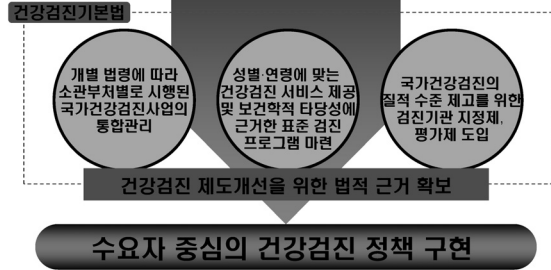 건강검진기본법
개별 법령에 따라
소관부처별로 시행된
국가건강검진사업의
통합관리
성별·연령에 맞는
건강검진 서비스 제공
및 보건학적 타당성에
근거한 표준 검진
프로그램 마련
국가건강검진의
질적 수준 제고를 위한
검진기관 지정제,
평가제 도입
건강검진 제도개선을 위한 법적 근거 확보
수요자 중심의 건강검진 정책 구현